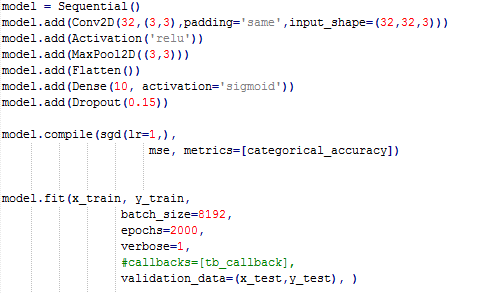 model = Sequential()
model.add(Conv2D(32,(3,3),padding='same',input_shape=(32,32,3)))
model.add(Activation('relu'))
model.add(MaxPool2D((3,3)))
model.add(Flatten())
model.add(Dense(10, activation='sigmoid'))
model.add(Dropout(0.15))
model.compile(sgd(lr=1,),
mse, metrics=[categorical_accuracy])
model.fit(x_train, y_train,
batch_size=8192,
epochs=2000,
verbose=1,
#callbacks=[tb_callback],
validation_data=(x_test,y_test), )